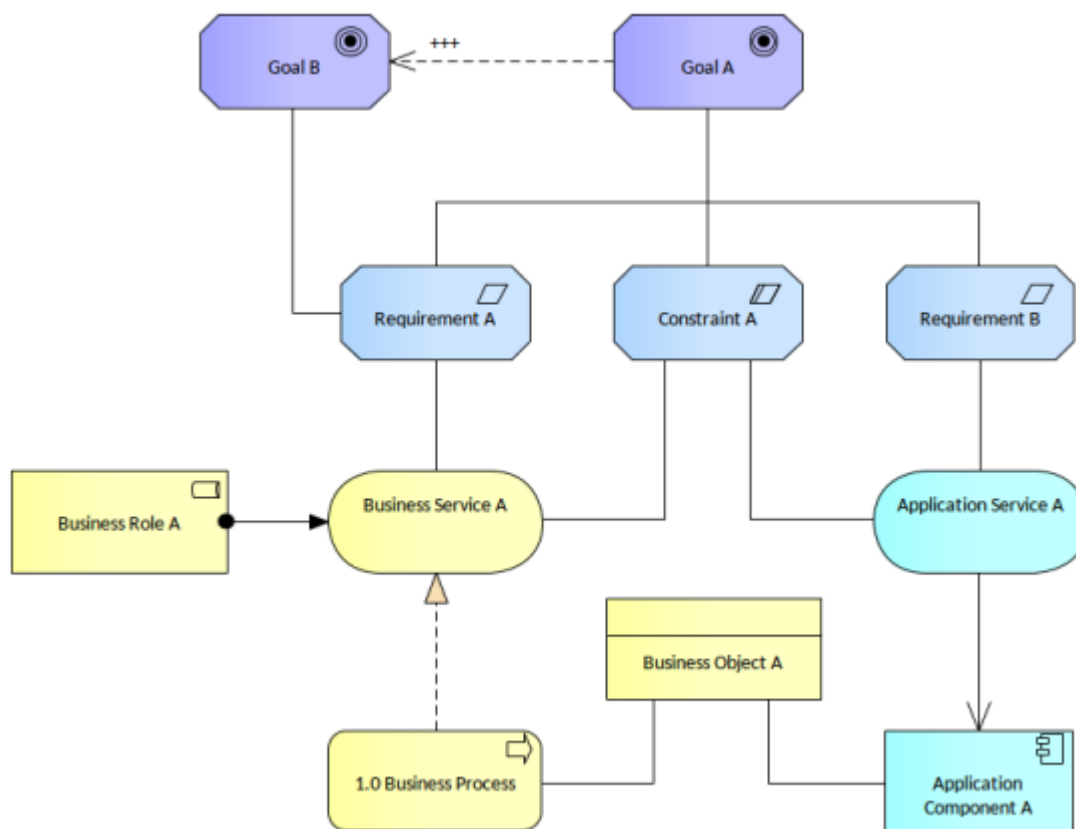 +++
Goal B
Goal A
Requirement A
Constraint A
Requirement B
Business Role A
Business Service A
Application Service A
Business Object A
1.0 Business Process
Application
Component A